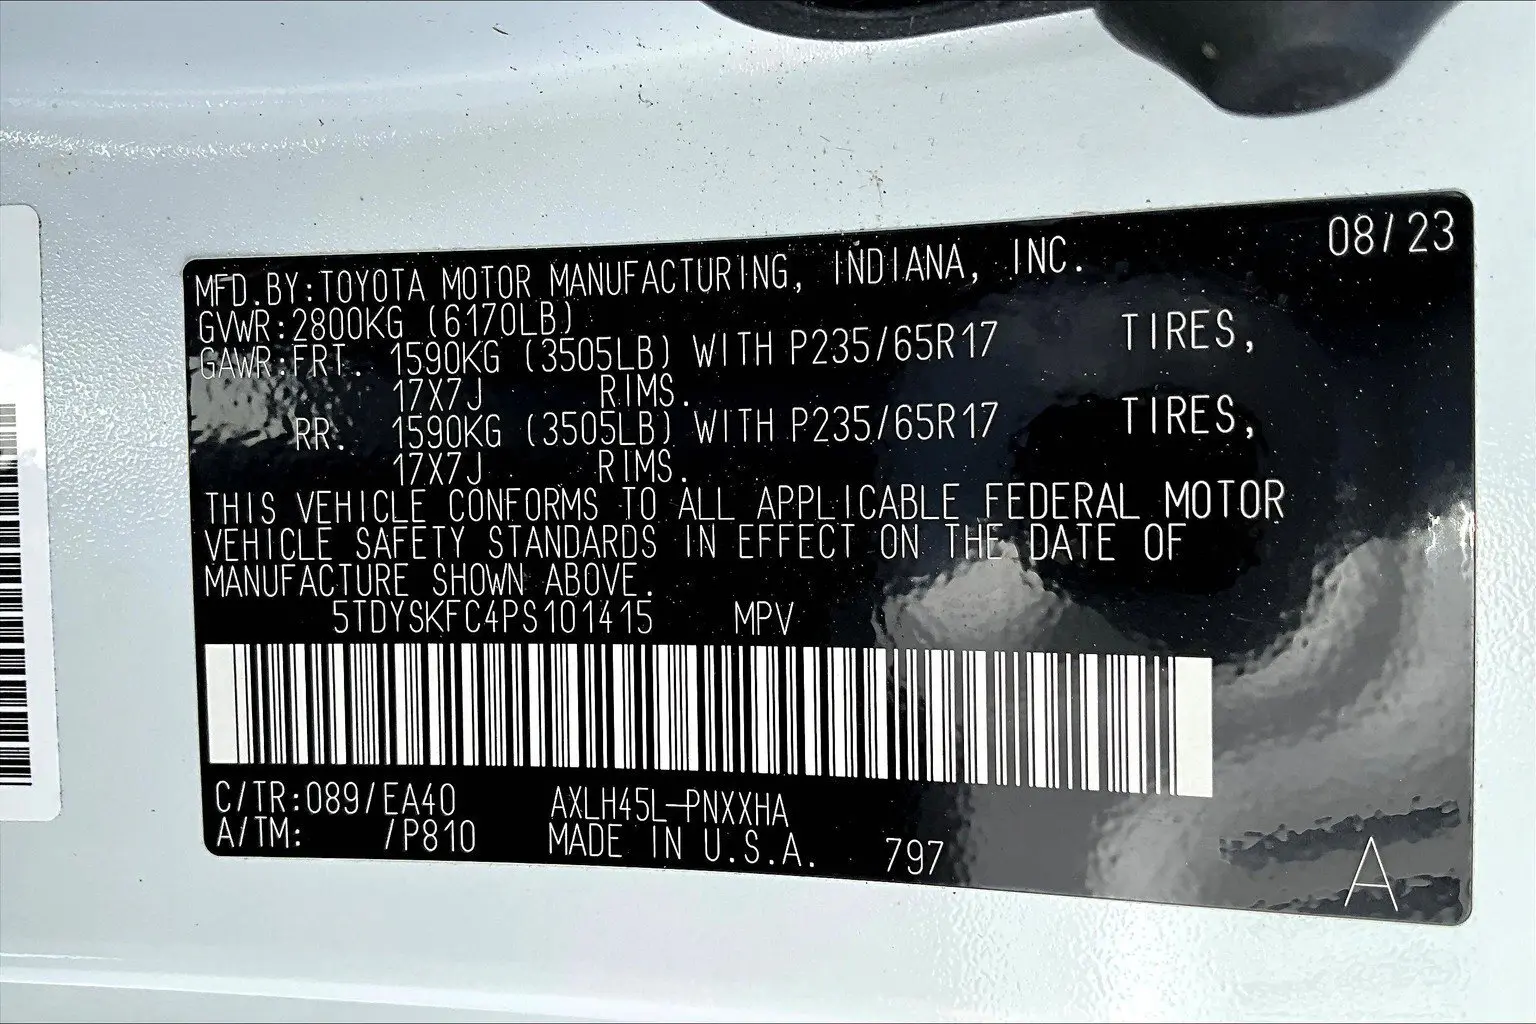 08/23
MFD.BY:TOYOTA MOTOR MANUFACTURING, INDIANA, INC.
GVWR:2800KG (6170LB)
GAWR:FRT. 1590KG (3505LB) WITH P235/65R17 TIRES,
17X7J RIMS.
RR. 1590KG (3505LB) WITH P235/65R17 TIRES,
17X7J RIMS.
THIS VEHICLE CONFORMS TO ALL APPLICABLE FEDERAL MOTOR
VEHICLE SAFETY STANDARDS IN EFFECT ON THE DATE OF
MANUFACTURE SHOWN ABOVE.
5TDYSKFC4PS101415 MPV
C/TR:089/EA40 AXLH45L-PNXXHA
A/TM: /P810 MADE IN U.S.A. 797
A